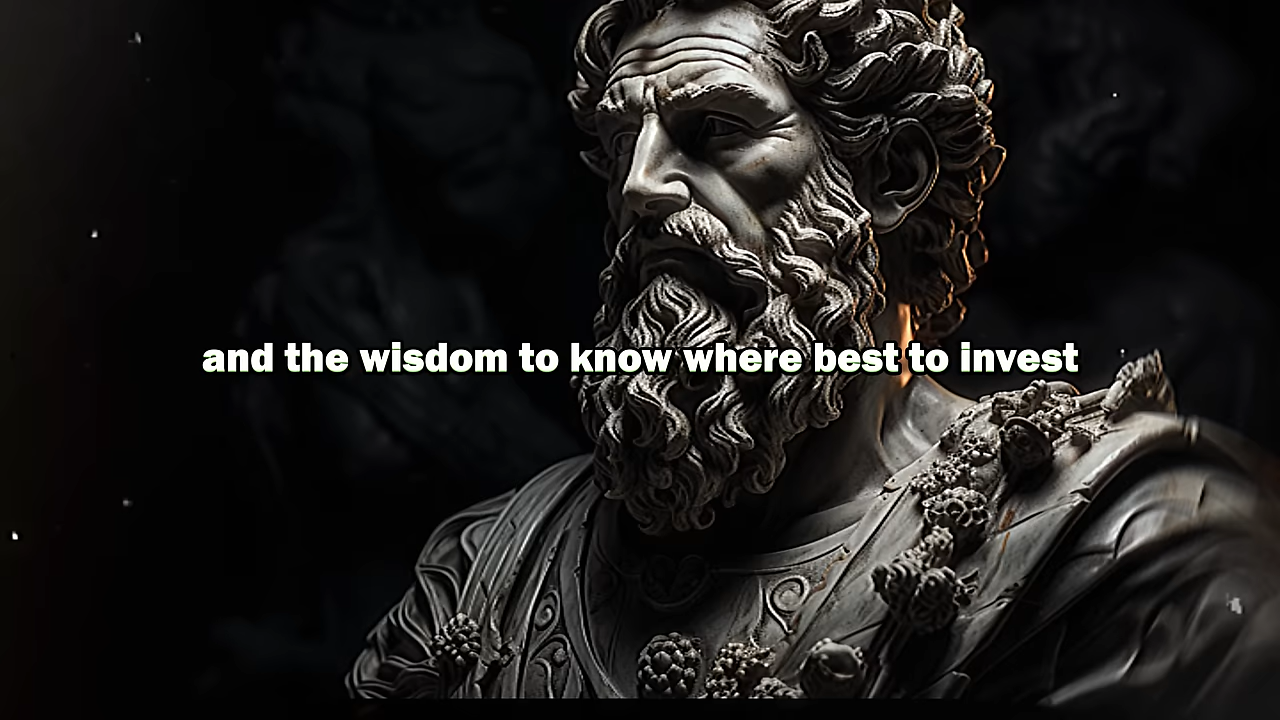 and the wisdom to know where best to invest